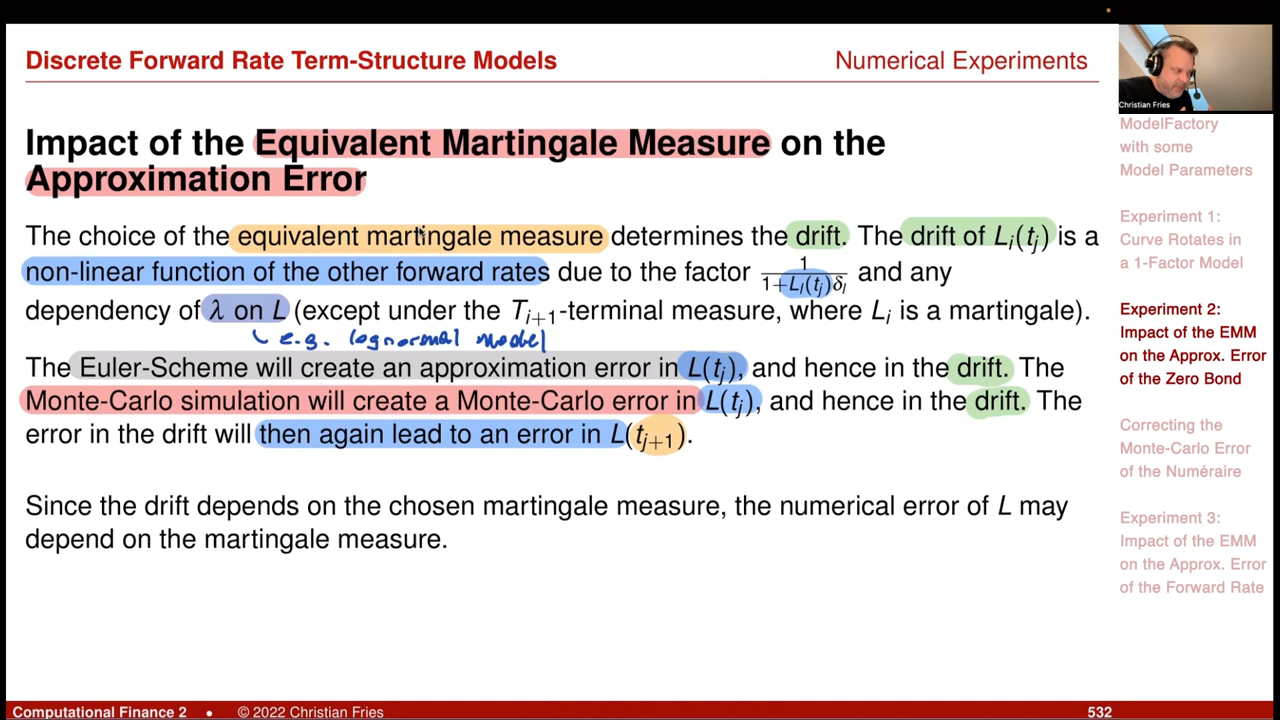 Discrete Forward Rate Term-Structure Models
Numerical Experiments
Christian Fries
Impact of the Equivalent Martingale Measure on the
Approximation Error
The choice of the equivalent martingale measure determines the drift. The drift of L_i(t_j) is a
non-linear function of the other forward rates due to the factor \frac{1}{1+L_l(t_j)δ_l} and any
dependency of λ on L (except under the T_{i+1}-terminal measure, where L_i is a martingale).
e.g. lognormal model
The Euler-Scheme will create an approximation error in L(t_j), and hence in the drift. The
Monte-Carlo simulation will create a Monte-Carlo error in L(t_j), and hence in the drift. The
error in the drift will then again lead to an error in L(t_{j+1}).
Since the drift depends on the chosen martingale measure, the numerical error of L may
depend on the martingale measure.
ModelFactory
with some
Model Parameters
Experiment 1:
Curve Rotates in
a 1-Factor Model
Experiment 2:
Impact of the EMM
on the Approx. Error
of the Zero Bond
Correcting the
Monte-Carlo Error
of the Numéraire
Experiment 3:
Impact of the EMM
on the Approx. Error
of the Forward Rate
Computational Finance 2 • © 2022 Christian Fries
532